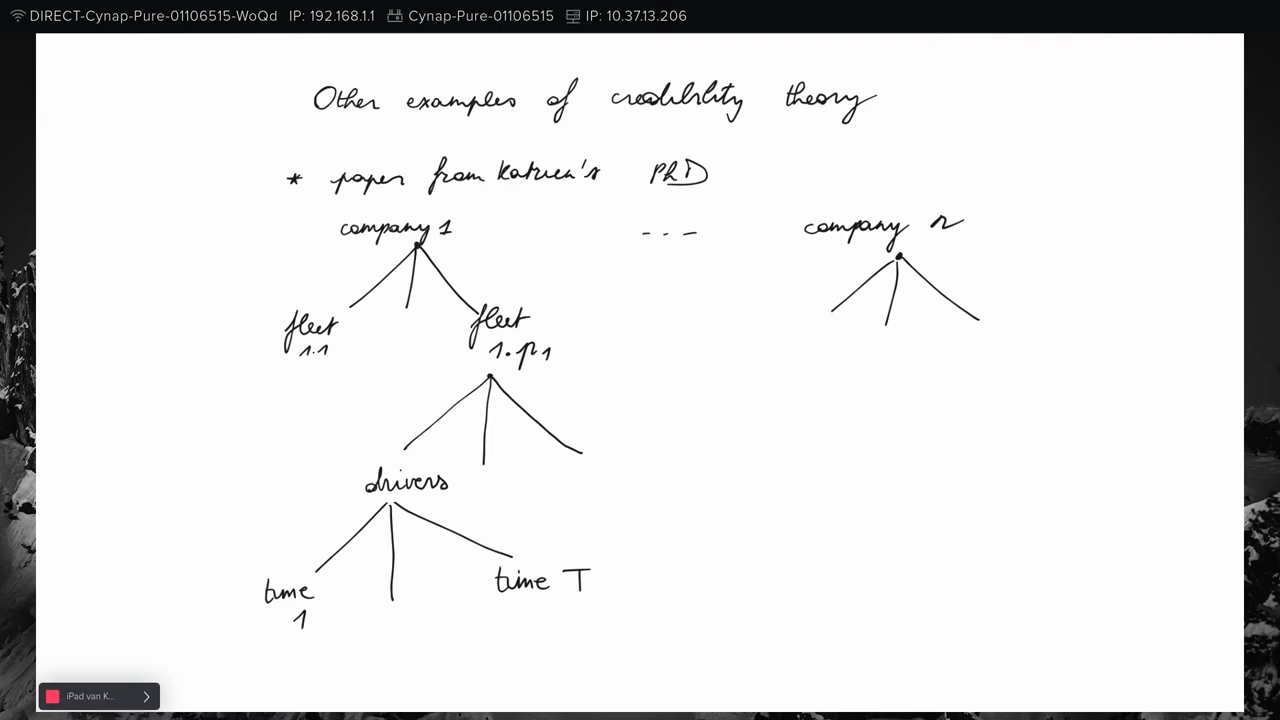 DIRECT-Cynap-Pure-01106515-WoQd IP: 192.168.1.1 Cynap-Pure-01106515 IP: 10.37.13.206
Other examples of credibility theory
* paper from Katrien's PhD
company 1 --- company n
fleet fleet
1.1 1.p1
drivers
time time T
1
iPad van K...